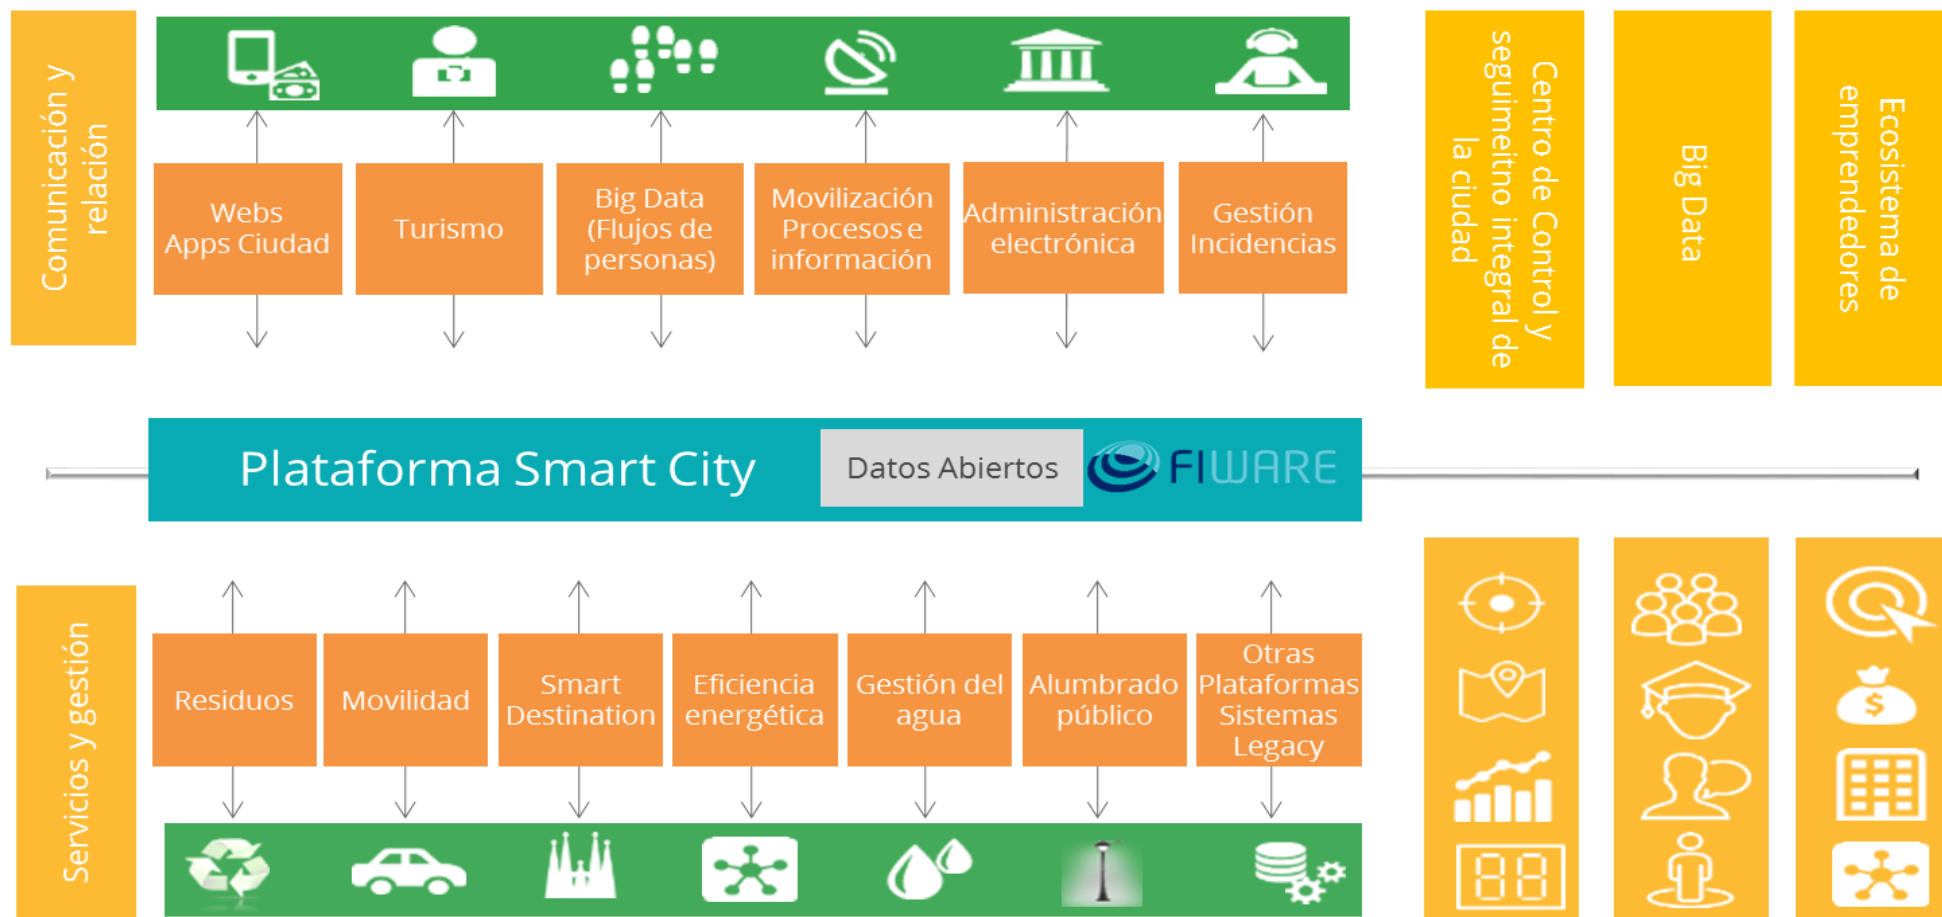 Comunicación y
relación
Webs
Apps Ciudad
Turismo
Big Data
(Flujos de
personas)
Movilización
Procesos e
información
Administración
electrónica
Gestión
Incidencias
Centro de Control y
seguimeitno integral de
la ciudad
Big Data
Ecosistema de
emprendedores
Plataforma Smart City
Datos Abiertos
FIWARE
Servicios y gestión
Residuos
Movilidad
Smart
Destination
Eficiencia
energética
Gestión del
agua
Alumbrado
público
Otras
Plataformas
Sistemas
Legacy
$
88